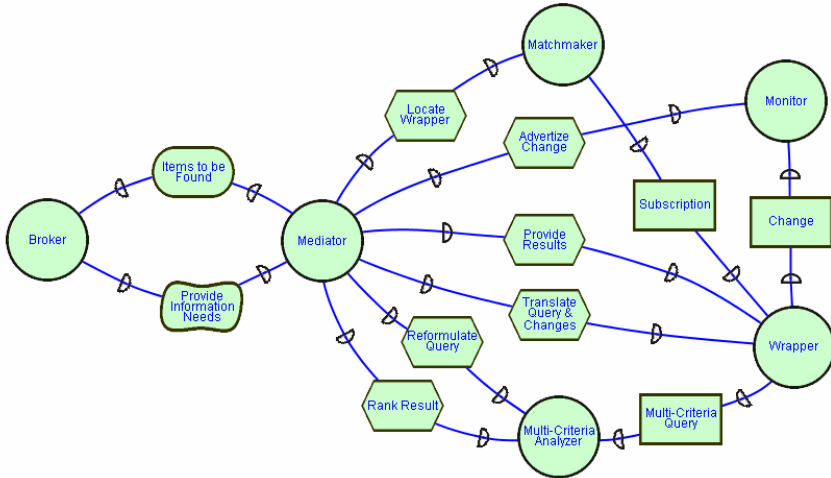 Matchmaker
Monitor
Locate
Wrapper
Advertize
Change
Items to be
Found
Subscription
Change
Broker
Mediator
Provide
Results
Provide
Information
Needs
Translate
Query &
Changes
Reformulate
Query
Wrapper
Rank Result
Multi-Criteria
Analyzer
Multi-Criteria
Query